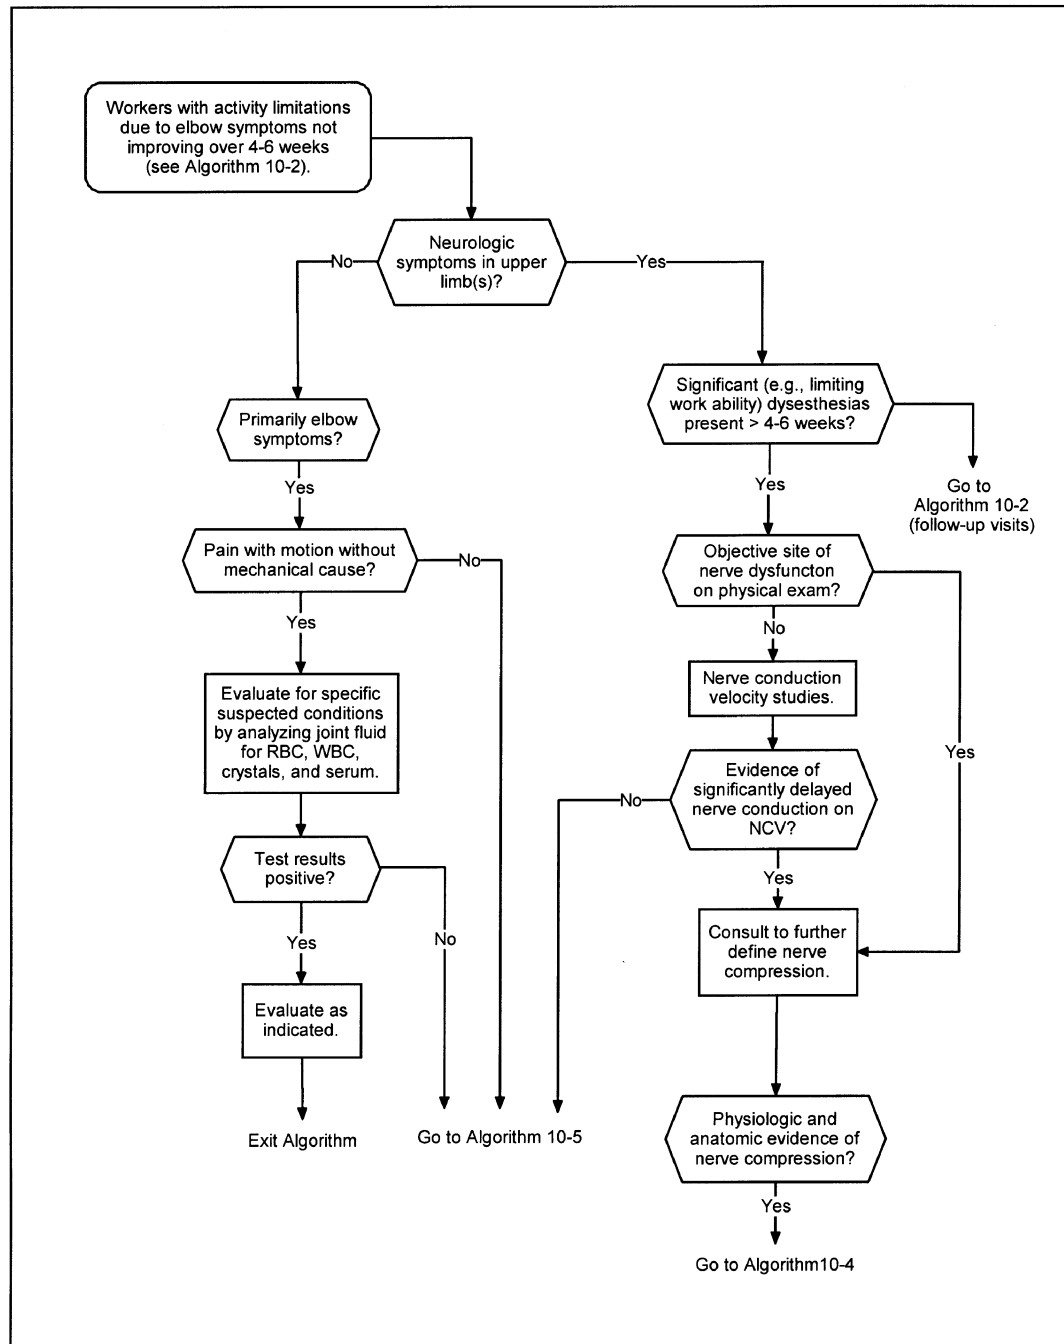 Workers with activity limitations
due to elbow symptoms not
improving over 4-6 weeks
(see Algorithm 10-2).
Neurologic
symptoms in upper
limb(s)?
No
Yes
Primarily elbow
symptoms?
Yes
Pain with motion without
mechanical cause?
No
Yes
Evaluate for specific
suspected conditions
by analyzing joint fluid
for RBC, WBC,
crystals, and serum.
Test results
positive?
No
Yes
Evaluate as
indicated.
Exit Algorithm
Go to Algorithm 10-5
Significant (e.g., limiting
work ability) dysesthesias
present > 4-6 weeks?
Go to
Algorithm 10-2
(follow-up visits)
Yes
Objective site of
nerve dysfuncton
on physical exam?
No
Yes
Nerve conduction
velocity studies.
Evidence of
significantly delayed
nerve conduction on
NCV?
No
Yes
Consult to further
define nerve
compression.
Physiologic and
anatomic evidence of
nerve compression?
Yes
Go to Algorithm10-4